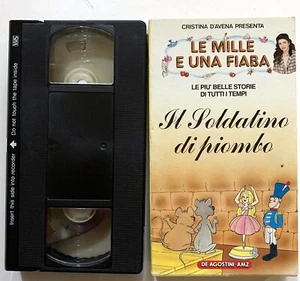 VHS
Do not touch the tape inside
Insert this side into recorder
CRISTINA D'AVENA PRESENTA
LE MILLE
E UNA FIABA
LE PIU' BELLE STORIE
DI TUTTI I TEMPI
Il Soldatino
di piombo
DE AGOSTINI-AMZ